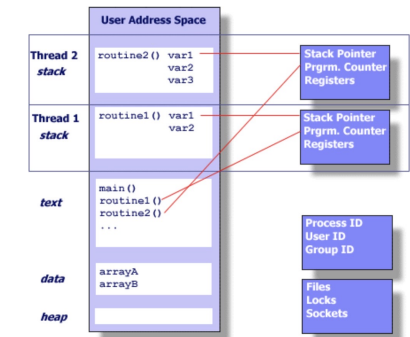 User Address Space
Thread 2
stack
routine2() var1
var2
var3
Stack Pointer
Prgrm. Counter
Registers
Thread 1
stack
routine1() var1
var2
Stack Pointer
Prgrm. Counter
Registers
text
main()
routine1()
routine2()
...
Process ID
User ID
Group ID
data
arrayA
arrayB
Files
Locks
Sockets
heap